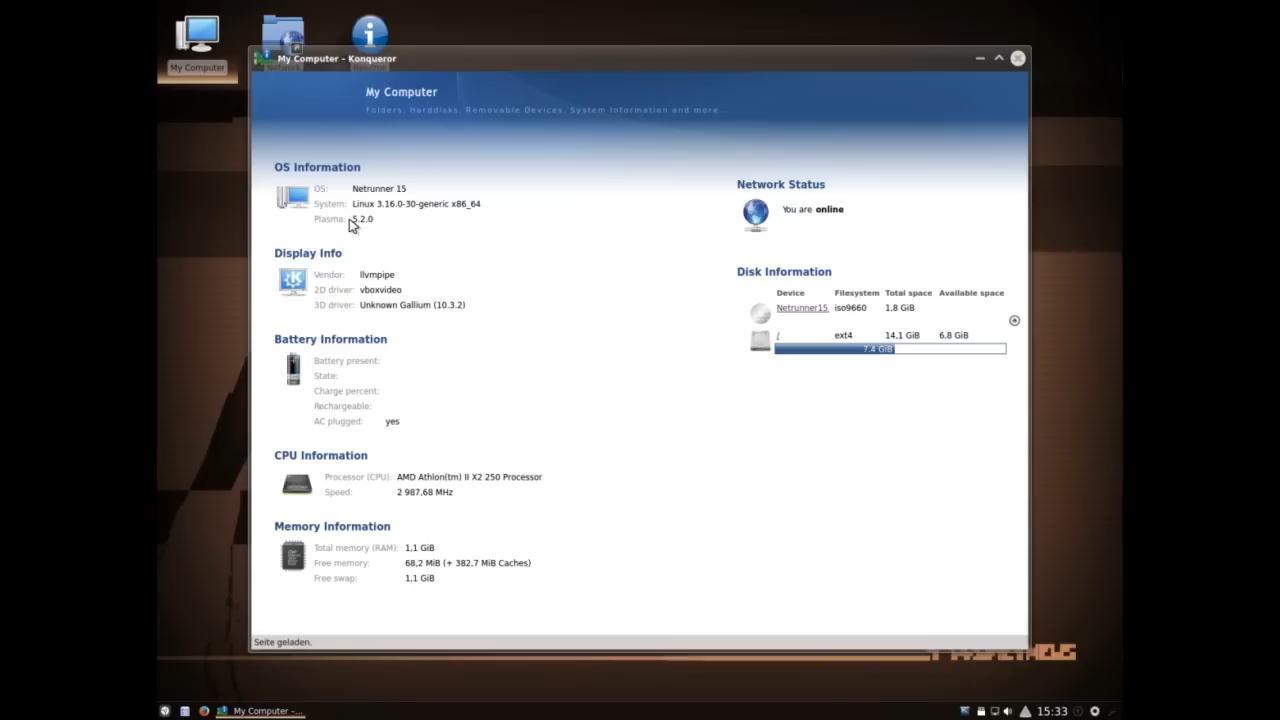 My Computer
My Computer - Konqueror
My Computer
Folders, Harddisks, Removable Devices, System Information and more...
OS Information
OS: Netrunner 15
System: Linux 3.16.0-30-generic x86_64
Plasma: 5.2.0
Display Info
Vendor: llvmpipe
2D driver: vboxvideo
3D driver: Unknown Gallium (10.3.2)
Battery Information
Battery present:
State:
Charge percent:
Rechargeable:
AC plugged: yes
CPU Information
Processor (CPU): AMD Athlon(tm) II X2 250 Processor
Speed: 2 987,68 MHz
Memory Information
Total memory (RAM): 1,1 GiB
Free memory: 68,2 MiB (+ 382,7 MiB Caches)
Free swap: 1,1 GiB
Network Status
You are online
Disk Information
Device Filesystem Total space Available space
Netrunner15 iso9660 1,8 GiB
/ ext4 14,1 GiB 6,8 GiB
7.4 GiB
Seite geladen.
My Computer -...
15:33